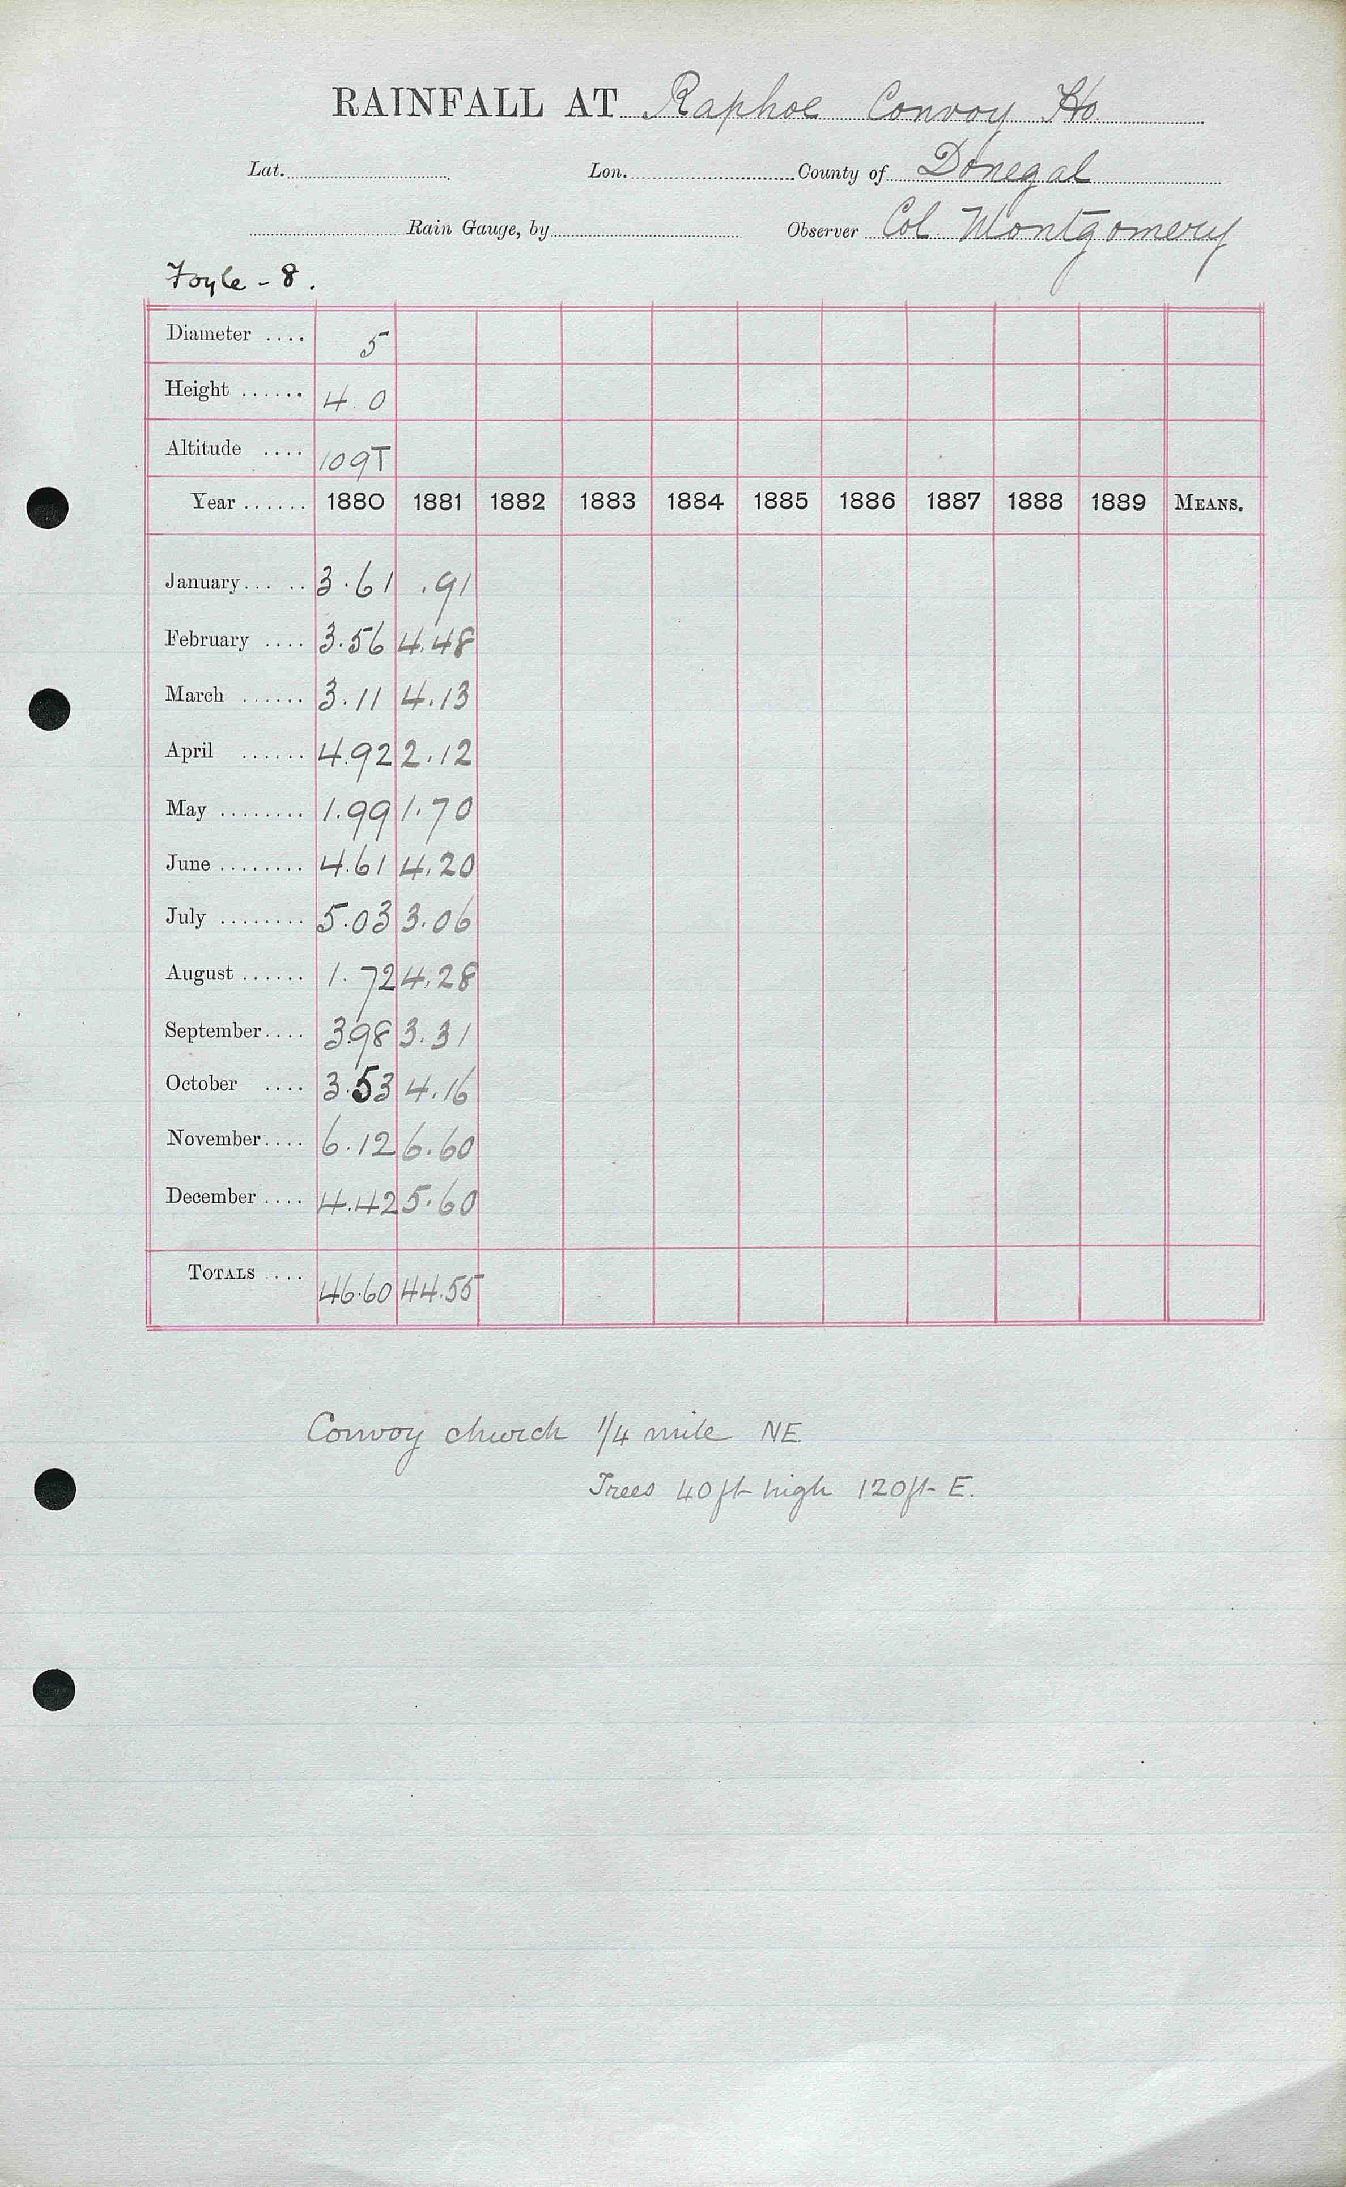 RAINFALL AT Raphoe Convoy Ho.
Lat. Lon. County of Donegal
Rain Gauge, by Observer Col Montgomery
Foyle - 8.
Diameter .... 5
Height ...... 4 0
Altitude .... 109T
Year ...... 1880 1881 1882 1883 1884 1885 1886 1887 1888 1889 MEANS.
January ... .. 3.61 .91
February .... 3.56 4.48
March ...... 3.11 4.13
April ...... 4.92 2.12
May ........ 1.99 1.70
June ........ 4.61 4.20
July ........ 5.03 3.06
August ...... 1.72 4.28
September .... 3.98 3.31
October .... 3.53 4.16
November .... 6.12 6.60
December .... 4.42 5.60
TOTALS .... 46.60 44.55
Convoy church 1/4 mile NE
Trees 40ft high 120ft E.